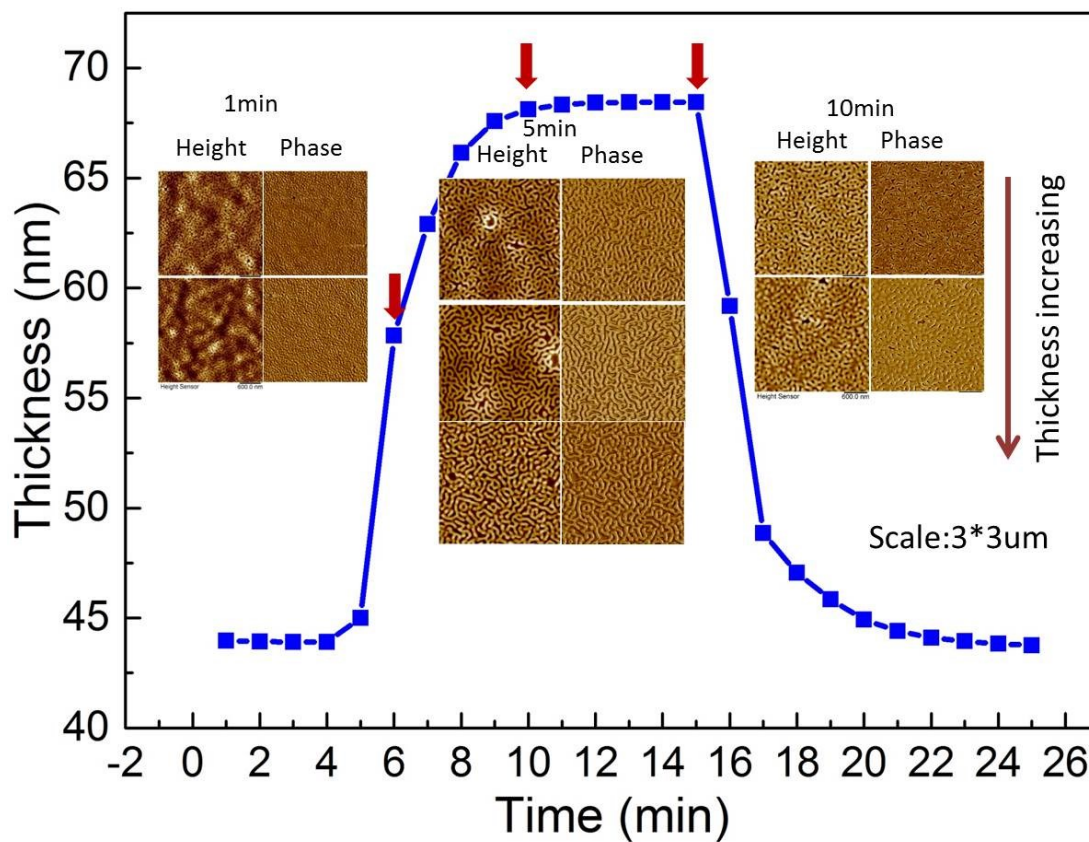 70
65
60
55
50
45
40
Thickness (nm)
1min
Height Phase
Height Sensor 600.0 nm
5min
Height Phase
10min
Height Phase
Height Sensor 600.0 nm
Thickness increasing
Scale:3*3um
-2 0 2 4 6 8 10 12 14 16 18 20 22 24 26
Time (min)